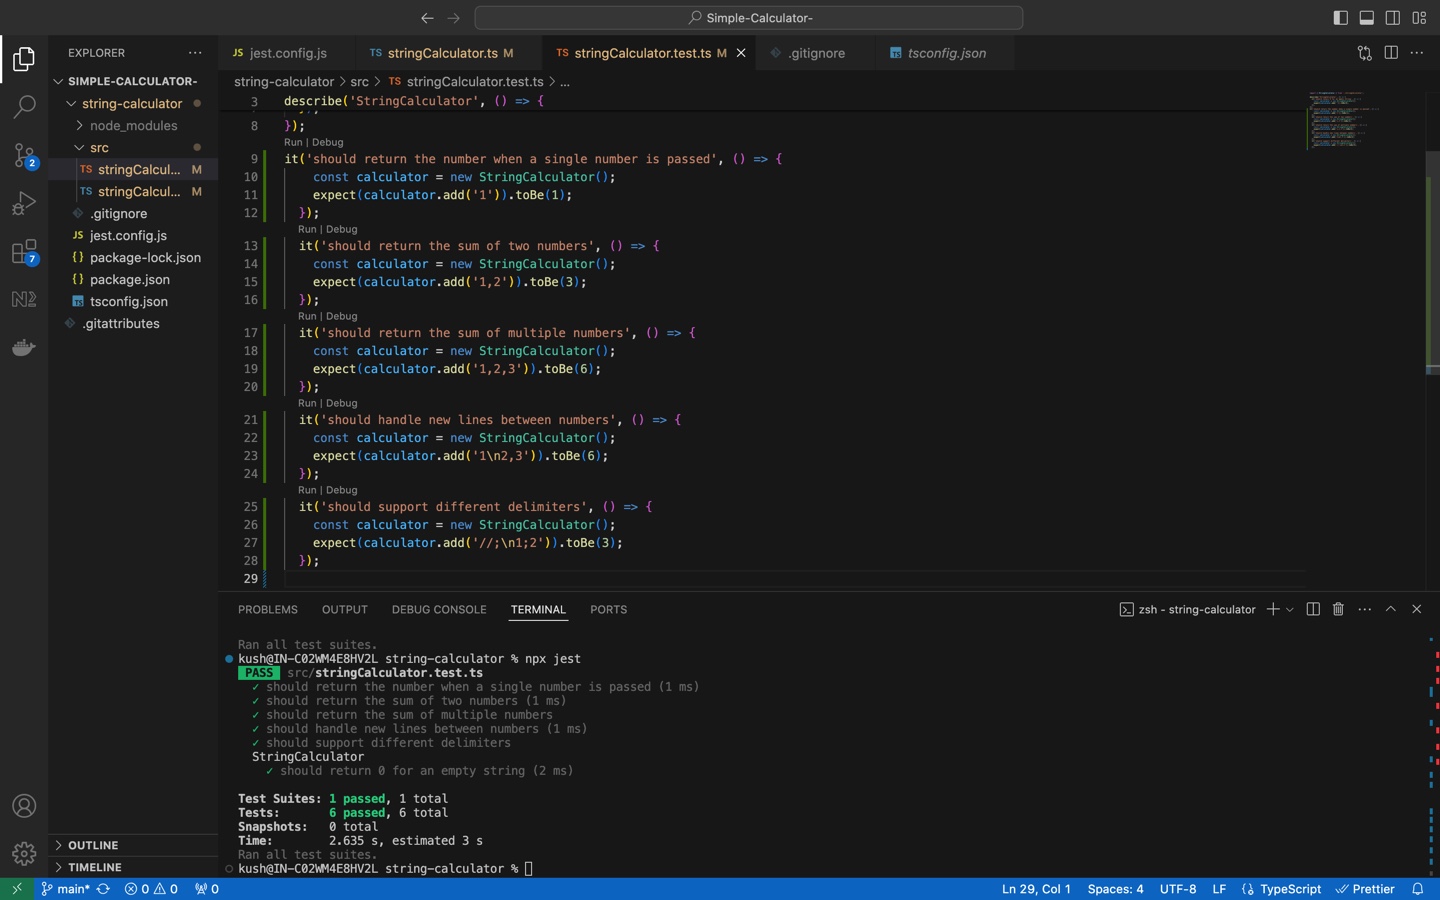 Simple-Calculator-
EXPLORER
SIMPLE-CALCULATOR-
string-calculator
node_modules
src
TS stringCalcul... M
TS stringCalcul... M
.gitignore
JS jest.config.js
{} package-lock.json
{} package.json
TS tsconfig.json
.gitattributes
2
7
OUTLINE
TIMELINE
JS jest.config.js
TS stringCalculator.ts M
TS stringCalculator.test.ts M
.gitignore
TS tsconfig.json
string-calculator > src > TS stringCalculator.test.ts > ...
3 describe('StringCalculator', () => {
8 });
Run | Debug
9 it('should return the number when a single number is passed', () => {
10 const calculator = new StringCalculator();
11 expect(calculator.add('1')).toBe(1);
12 });
Run | Debug
13 it('should return the sum of two numbers', () => {
14 const calculator = new StringCalculator();
15 expect(calculator.add('1,2')).toBe(3);
16 });
Run | Debug
17 it('should return the sum of multiple numbers', () => {
18 const calculator = new StringCalculator();
19 expect(calculator.add('1,2,3')).toBe(6);
20 });
Run | Debug
21 it('should handle new lines between numbers', () => {
22 const calculator = new StringCalculator();
23 expect(calculator.add('1\n2,3')).toBe(6);
24 });
Run | Debug
25 it('should support different delimiters', () => {
26 const calculator = new StringCalculator();
27 expect(calculator.add('//;\n1;2')).toBe(3);
28 });
29
PROBLEMS OUTPUT DEBUG CONSOLE TERMINAL PORTS
zsh - string-calculator
Ran all test suites.
kush@IN-C02WM4E8HV2L string-calculator % npx jest
PASS src/stringCalculator.test.ts
✓ should return the number when a single number is passed (1 ms)
✓ should return the sum of two numbers (1 ms)
✓ should return the sum of multiple numbers
✓ should handle new lines between numbers (1 ms)
✓ should support different delimiters
StringCalculator
✓ should return 0 for an empty string (2 ms)
Test Suites: 1 passed, 1 total
Tests: 6 passed, 6 total
Snapshots: 0 total
Time: 2.635 s, estimated 3 s
Ran all test suites.
kush@IN-C02WM4E8HV2L string-calculator %
main* 0 0 0
Ln 29, Col 1 Spaces: 4 UTF-8 LF {} TypeScript Prettier